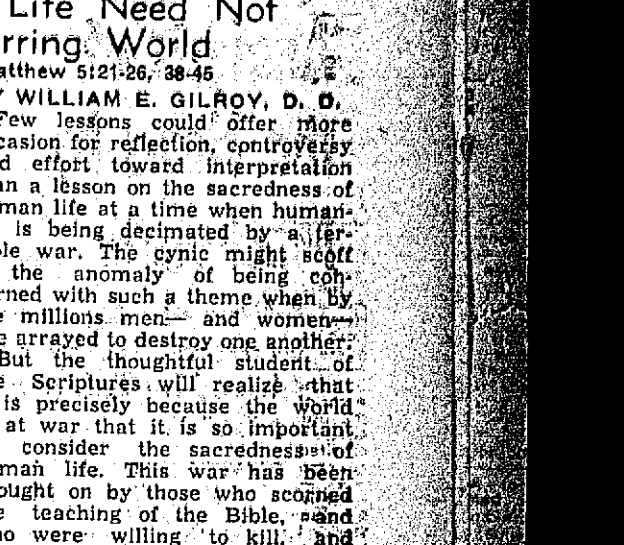 Life Need Not
rring World
atthew 5:21-26, 38-45
WILLIAM E. GILROY, D. D.
Few lessons could offer more
casion for reflection, controversy
d effort toward interpretation
an a lesson on the sacredness of
man life at a time when human-
is being decimated by a ter-
le war. The cynic might scoff
the anomaly of being con-
rned with such a theme when by
e millions men— and women—
e arrayed to destroy one another.
But the thoughtful student of
e Scriptures will realize that
is precisely because the world
at war that it is so important
consider the sacredness of
man life. This war has been
ought on by those who scorned
e teaching of the Bible, and
ho were willing to kill, and